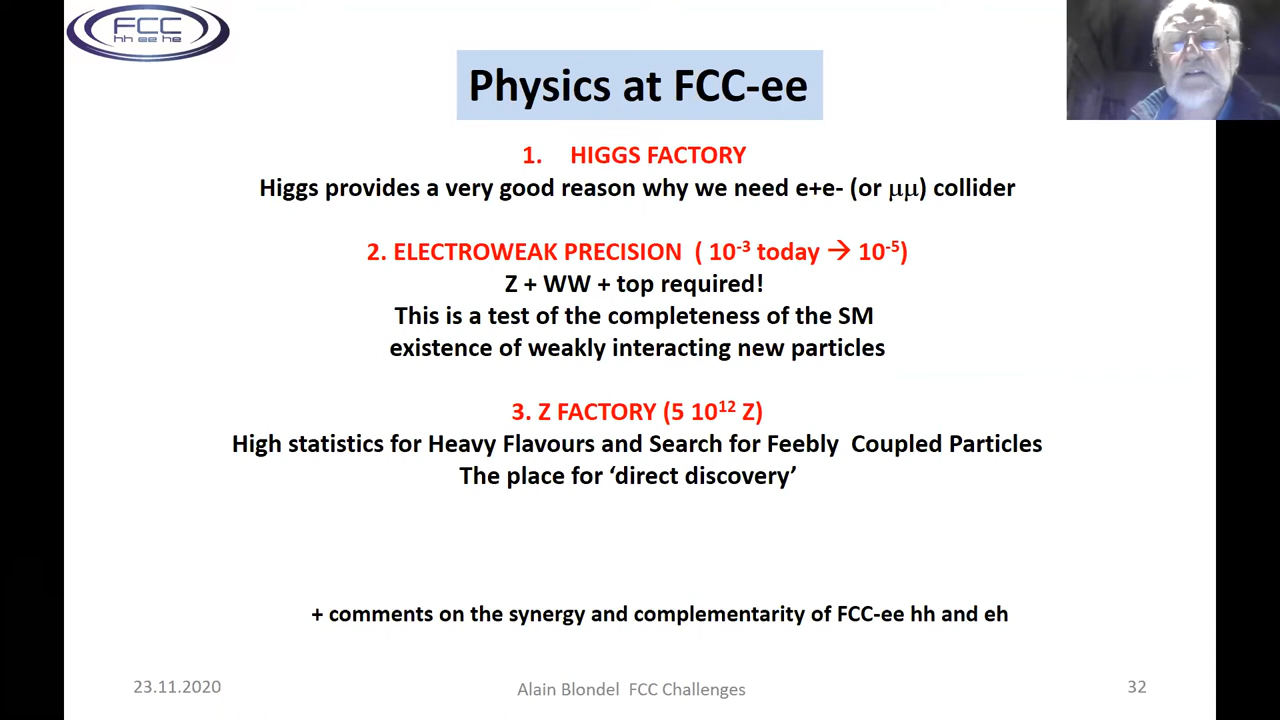 FCC
hh ee he
Physics at FCC-ee
1. HIGGS FACTORY
Higgs provides a very good reason why we need e+e- (or μμ) collider
2. ELECTROWEAK PRECISION ( 10⁻³ today → 10⁻⁵)
Z + WW + top required!
This is a test of the completeness of the SM
existence of weakly interacting new particles
3. Z FACTORY (5 10¹² Z)
High statistics for Heavy Flavours and Search for Feebly Coupled Particles
The place for ‘direct discovery’
+ comments on the synergy and complementarity of FCC-ee hh and eh
23.11.2020
Alain Blondel FCC Challenges
32